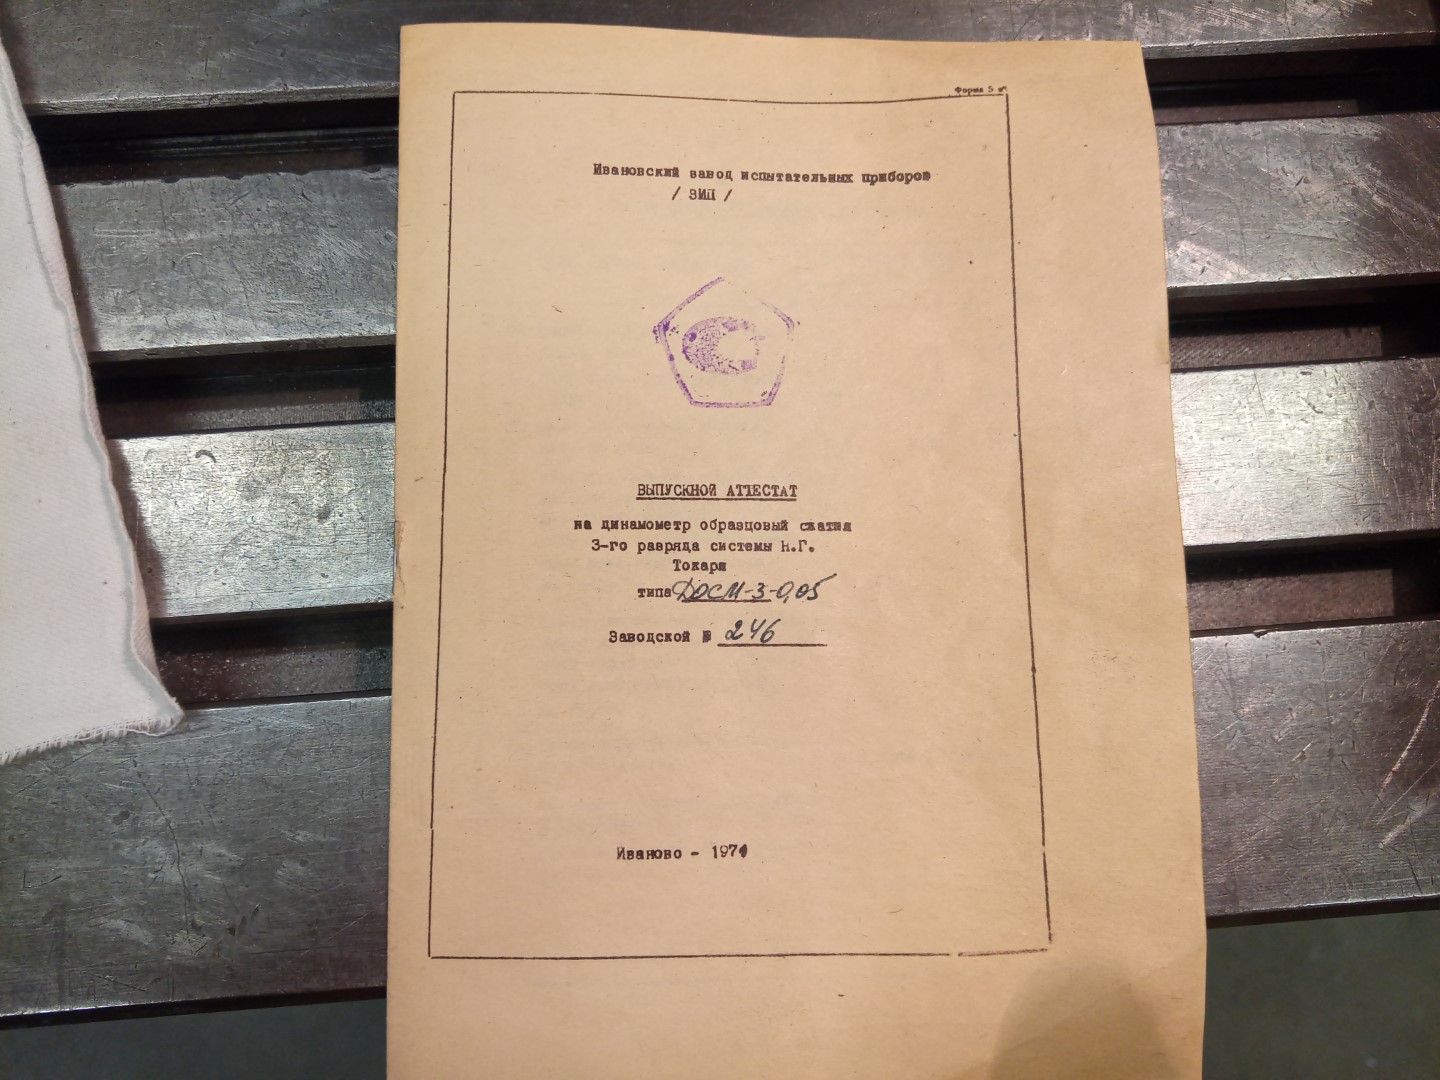 Форма 5 а
Ивановский завод испытательных приборов
/ ЗИП /
ВЫПУСКНОЙ АТТЕСТАТ
на динамометр образцовый сжатия
3-го разряда системы Н.Г.
Токаря
типа ДОСМ-3-0,05
Заводской № 246
Иваново - 1971